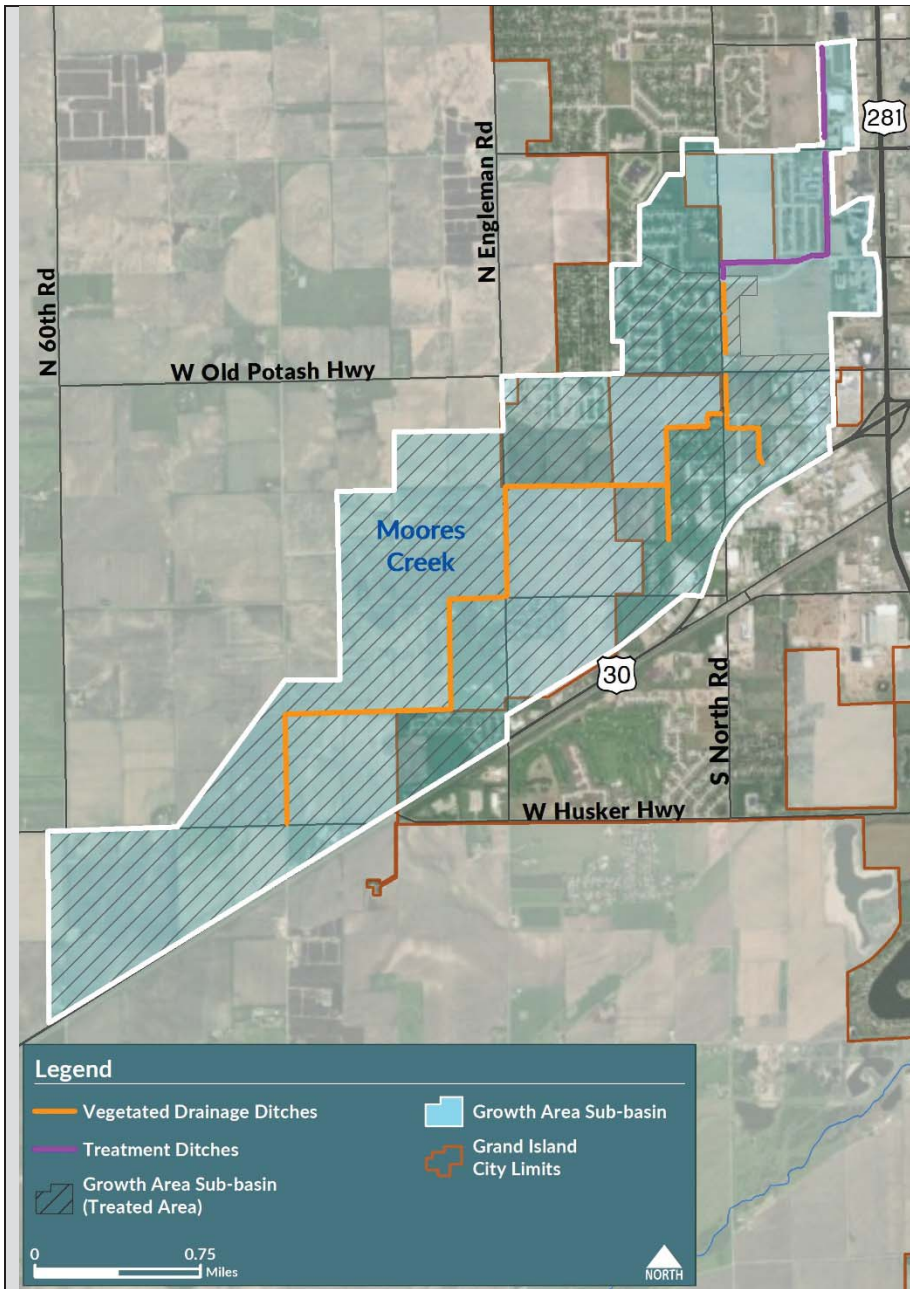 281
N Engleman Rd
N 60th Rd
W Old Potash Hwy
Moores
Creek
30
S North Rd
W Husker Hwy
Legend
Vegetated Drainage Ditches
Treatment Ditches
Growth Area Sub-basin
(Treated Area)
Growth Area Sub-basin
Grand Island
City Limits
0 0.75
Miles
NORTH